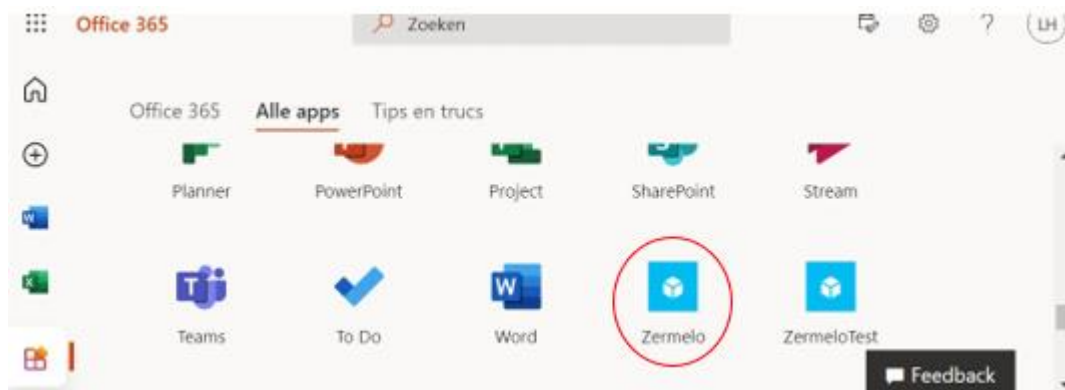 Office 365
Zoeken
?
LH
Office 365 Alle apps Tips en trucs
Planner PowerPoint Project SharePoint Stream
Teams To Do Word Zermelo ZermeloTest
Feedback